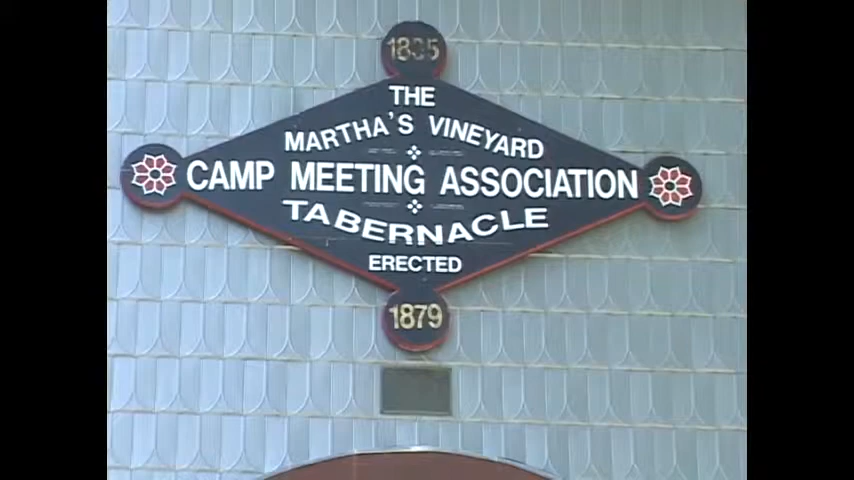 1835
THE
MARTHA'S VINEYARD
CAMP MEETING ASSOCIATION
TABERNACLE
ERECTED
1879